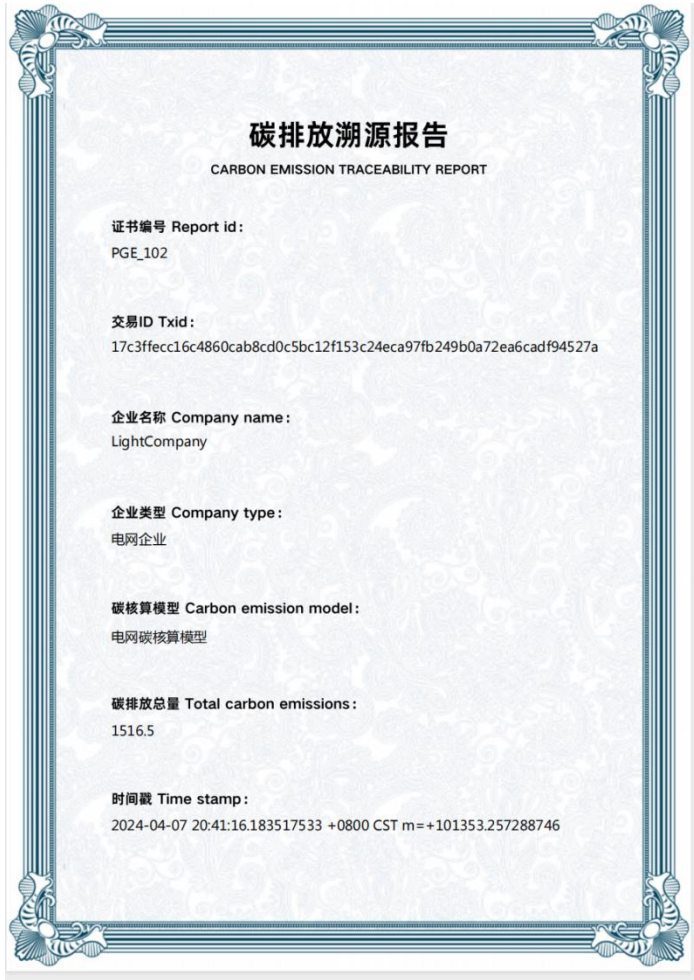 碳排放溯源报告
CARBON EMISSION TRACEABILITY REPORT
证书编号 Report id：
PGE_102
交易ID Txid：
17c3ffecc16c4860cab8cd0c5bc12f153c24eca97fb249b0a72ea6cadf94527a
企业名称 Company name：
LightCompany
企业类型 Company type：
电网企业
碳核算模型 Carbon emission model：
电网碳核算模型
碳排放总量 Total carbon emissions：
1516.5
时间戳 Time stamp：
2024-04-07 20:41:16.183517533 +0800 CST m=+101353.257288746